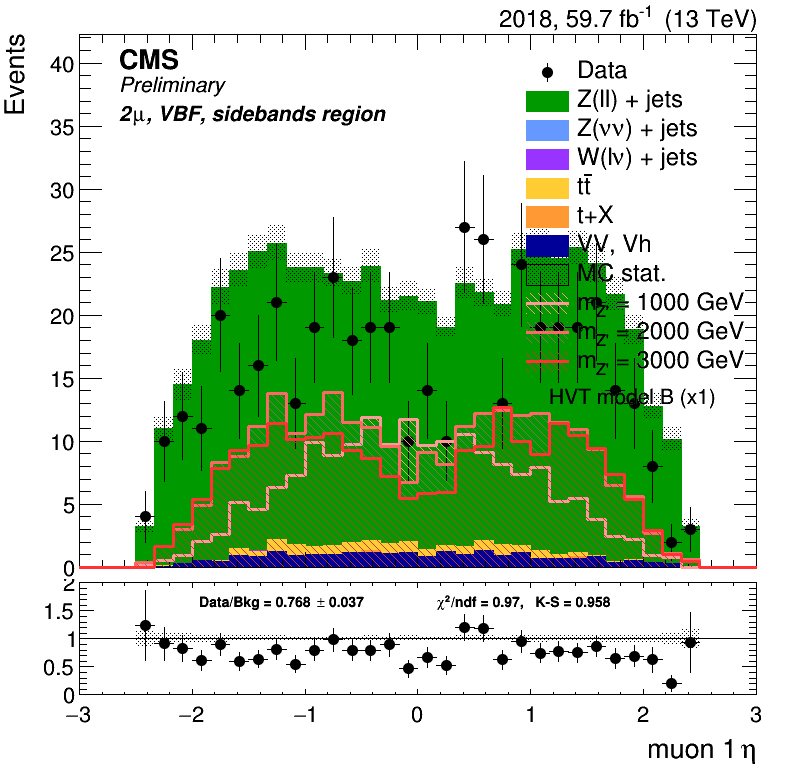 2018, 59.7 fb⁻¹ (13 TeV)
Events
CMS
Preliminary
2μ, VBF, sidebands region
Data
Z(ll) + jets
Z(νν) + jets
W(lν) + jets
tt̄
t+X
VV, Vh
MC stat.
m_Z' = 1000 GeV
m_Z' = 2000 GeV
m_Z' = 3000 GeV
HVT model B (x1)
40
35
30
25
20
15
10
5
0
2
1.5
1
0.5
0
Data/Bkg = 0.768 ± 0.037
χ²/ndf = 0.97, K-S = 0.958
−3 −2 −1 0 1 2 3
muon 1 η